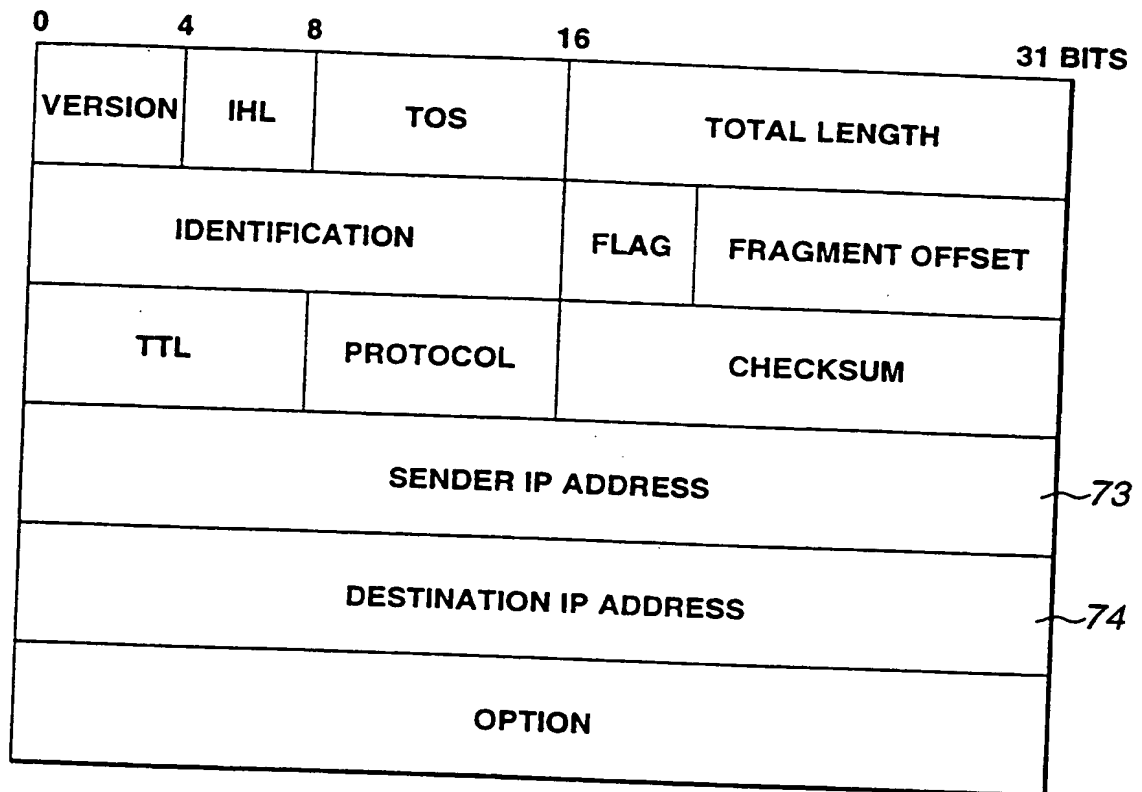 0 4 8 16 31 BITS
VERSION IHL TOS TOTAL LENGTH
IDENTIFICATION FLAG FRAGMENT OFFSET
TTL PROTOCOL CHECKSUM
SENDER IP ADDRESS 73
DESTINATION IP ADDRESS 74
OPTION